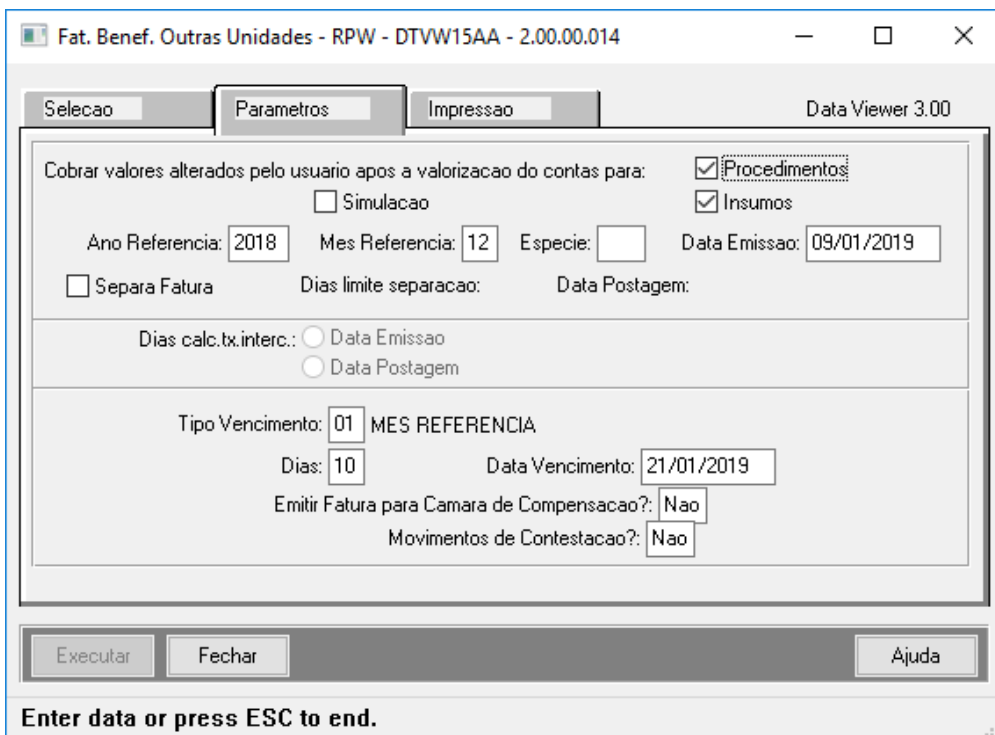 Fat. Benef. Outras Unidades - RPW - DTVW15AA - 2.00.00.014
Selecao Parametros Impressao Data Viewer 3.00
Cobrar valores alterados pelo usuario apos a valorizacao do contas para: Procedimentos
Simulacao Insumos
Ano Referencia: 2018 Mes Referencia: 12 Especie: Data Emissao: 09/01/2019
Separa Fatura Dias limite separacao: Data Postagem:
Dias calc.tx.interc.: Data Emissao
Data Postagem
Tipo Vencimento: 01 MES REFERENCIA
Dias: 10 Data Vencimento: 21/01/2019
Emitir Fatura para Camara de Compensacao?: Nao
Movimentos de Contestacao?: Nao
Executar Fechar Ajuda
Enter data or press ESC to end.